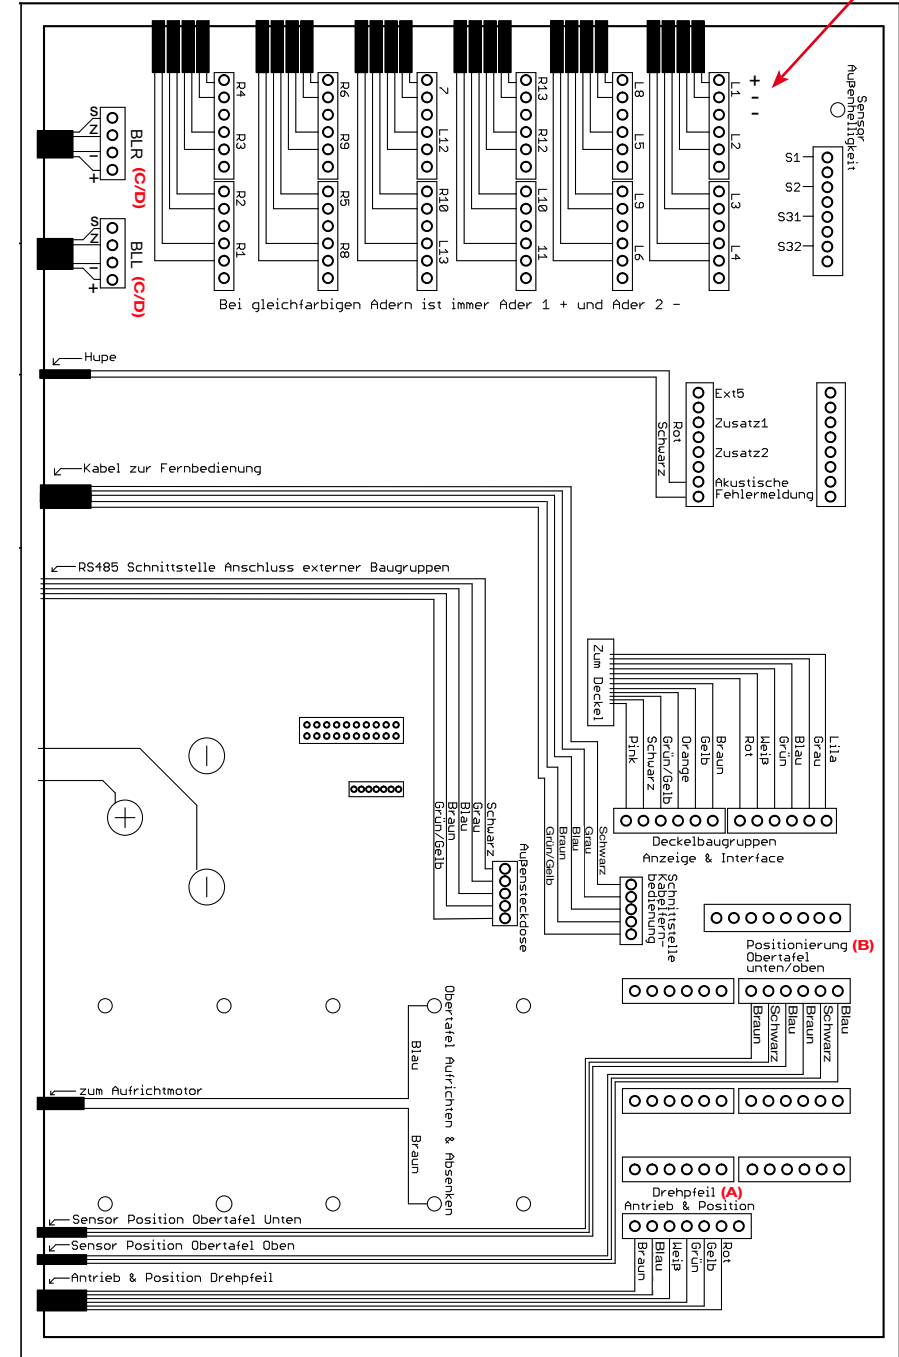 R4
R3
R2
R1
R6
R9
R5
R8
7
L12
R10
L13
R13
R12
L10
11
L8
L5
L9
L6
L1
L2
L3
L4
+
-
-
Sensor
Außenhelligkeit
S1
S2
S31
S32
S
Z
-
+
BLR (C/D)
S
Z
-
+
BLL (C/D)
Bei gleichfarbigen Adern ist immer Ader 1 + und Ader 2 -
Hupe
Rot
Schwarz
Ext5
Zusatz1
Zusatz2
Akustische
Fehlermeldung
Kabel zur Fernbedienung
RS485 Schnittstelle Anschluss externer Baugruppen
Zum Deckel
Pink
Schwarz
Grün/Gelb
Orange
Gelb
Braun
Rot
Weiß
Grün
Blau
Grau
Lila
Deckelbaugruppen
Anzeige & Interface
Grün/Gelb
Braun
Blau
Grau
Schwarz
Außensteckdose
Grün/Gelb
Braun
Blau
Grau
Schwarz
Schnittstelle
Kabelfern-
bedienung
Positionierung (B)
Obertafel
unten/oben
Braun
Schwarz
Blau
Braun
Schwarz
Blau
Obertafel Aufrichten & Absenken
Blau
Braun
zum Aufrichtmotor
Drehpfeil (A)
Antrieb & Position
Sensor Position Obertafel Unten
Sensor Position Obertafel Oben
Antrieb & Position Drehpfeil
Braun
Blau
Weiß
Grün
Gelb
Rot